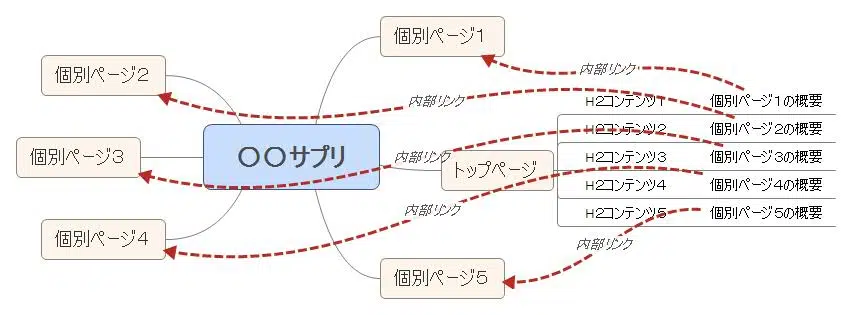 個別ページ1
個別ページ2
内部リンク
内部リンク
H2コンテンツ1 個別ページ1の概要
H2コンテンツ2 個別ページ2の概要
〇〇サプリ
個別ページ3
内部リンク
トップページ
H2コンテンツ3 個別ページ3の概要
H2コンテンツ4 個別ページ4の概要
内部リンク
H2コンテンツ5 個別ページ5の概要
個別ページ4
内部リンク
個別ページ5